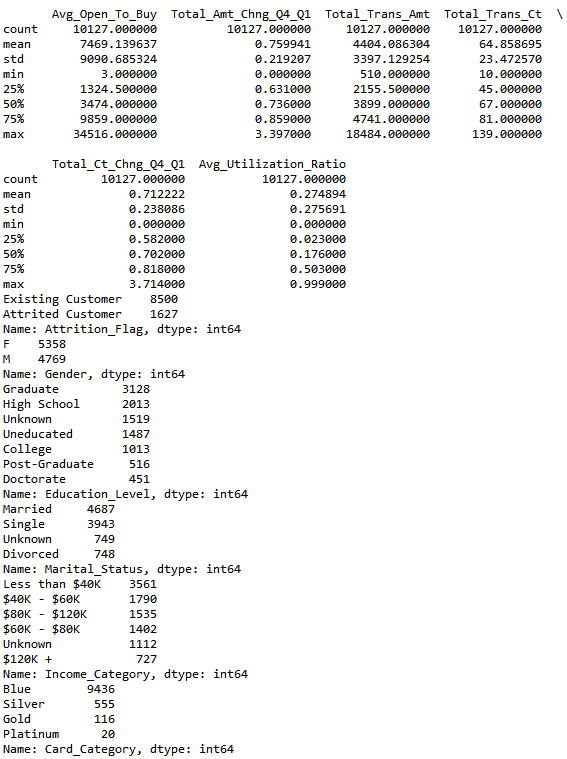 Avg_Open_To_Buy  Total_Amt_Chng_Q4_Q1  Total_Trans_Amt  Total_Trans_Ct  \
count     10127.000000          10127.000000     10127.000000    10127.000000
mean       7469.139637              0.759941      4404.086304       64.858695
std        9090.685324              0.219207      3397.129254       23.472570
min           3.000000              0.000000       510.000000       10.000000
25%        1324.500000              0.631000      2155.500000       45.000000
50%        3474.000000              0.736000      3899.000000       67.000000
75%        9859.000000              0.859000      4741.000000       81.000000
max       34516.000000              3.397000     18484.000000      139.000000

       Total_Ct_Chng_Q4_Q1  Avg_Utilization_Ratio
count         10127.000000           10127.000000
mean              0.712222               0.274894
std               0.238086               0.275691
min               0.000000               0.000000
25%               0.582000               0.023000
50%               0.702000               0.176000
75%               0.818000               0.503000
max               3.714000               0.999000
Existing Customer    8500
Attrited Customer    1627
Name: Attrition_Flag, dtype: int64
F    5358
M    4769
Name: Gender, dtype: int64
Graduate         3128
High School      2013
Unknown          1519
Uneducated       1487
College          1013
Post-Graduate     516
Doctorate         451
Name: Education_Level, dtype: int64
Married     4687
Single      3943
Unknown      749
Divorced     748
Name: Marital_Status, dtype: int64
Less than $40K    3561
$40K - $60K       1790
$80K - $120K      1535
$60K - $80K       1402
Unknown           1112
$120K +            727
Name: Income_Category, dtype: int64
Blue        9436
Silver       555
Gold         116
Platinum      20
Name: Card_Category, dtype: int64